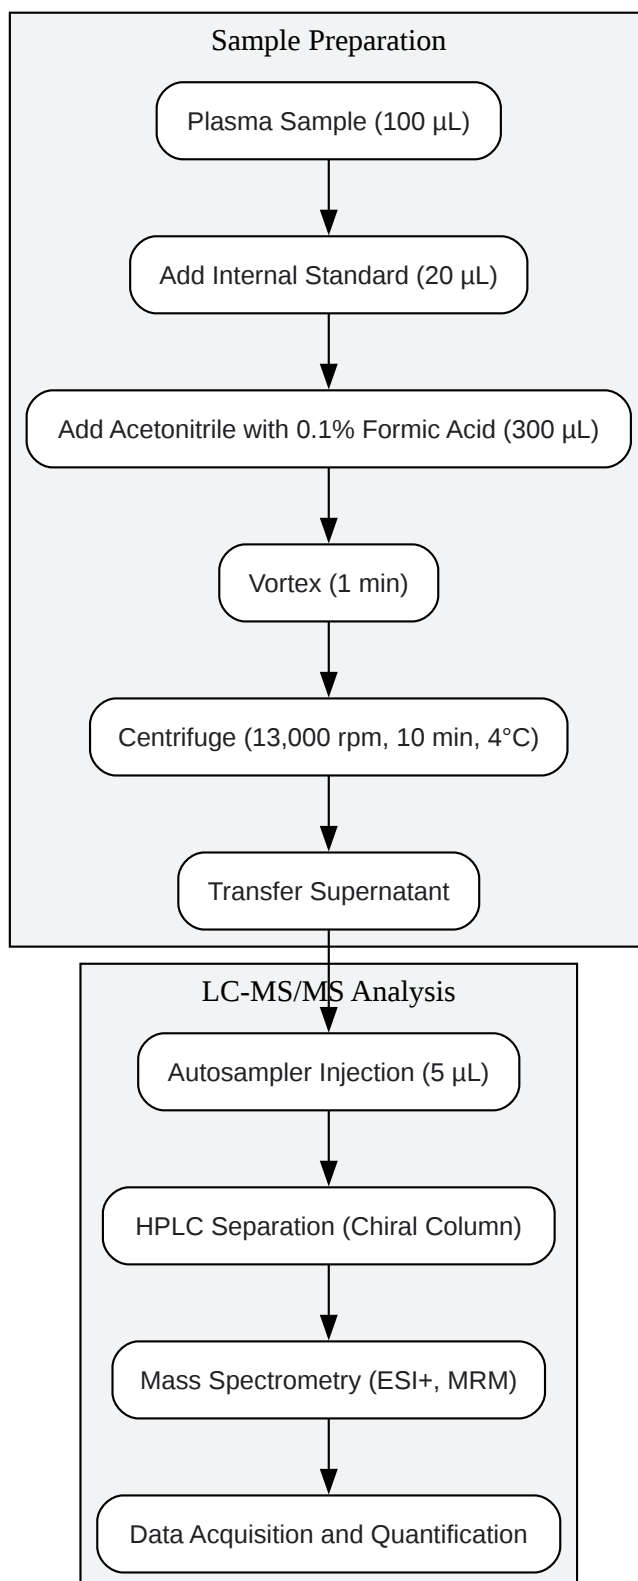 Sample Preparation
Plasma Sample (100 µL)
Add Internal Standard (20 µL)
Add Acetonitrile with 0.1% Formic Acid (300 µL)
Vortex (1 min)
Centrifuge (13,000 rpm, 10 min, 4°C)
Transfer Supernatant
LC-MS/MS Analysis
Autosampler Injection (5 µL)
HPLC Separation (Chiral Column)
Mass Spectrometry (ESI+, MRM)
Data Acquisition and Quantification